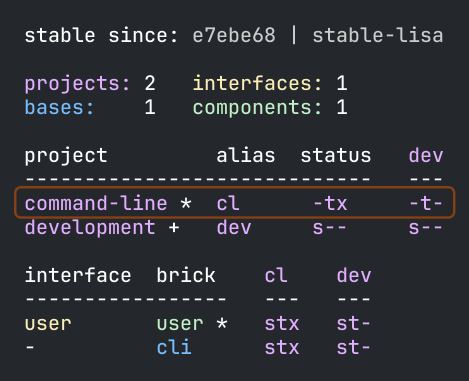 stable since: e7ebe68 | stable-lisa
projects: 2   interfaces: 1
bases:    1   components: 1
project         alias  status   dev
-----------------------------   ---
command-line *  cl      -tx     -t-
development +   dev     s--     s--
interface  brick    cl    dev
-----------------   ---   ---
user       user *   stx   st-
-          cli      stx   st-